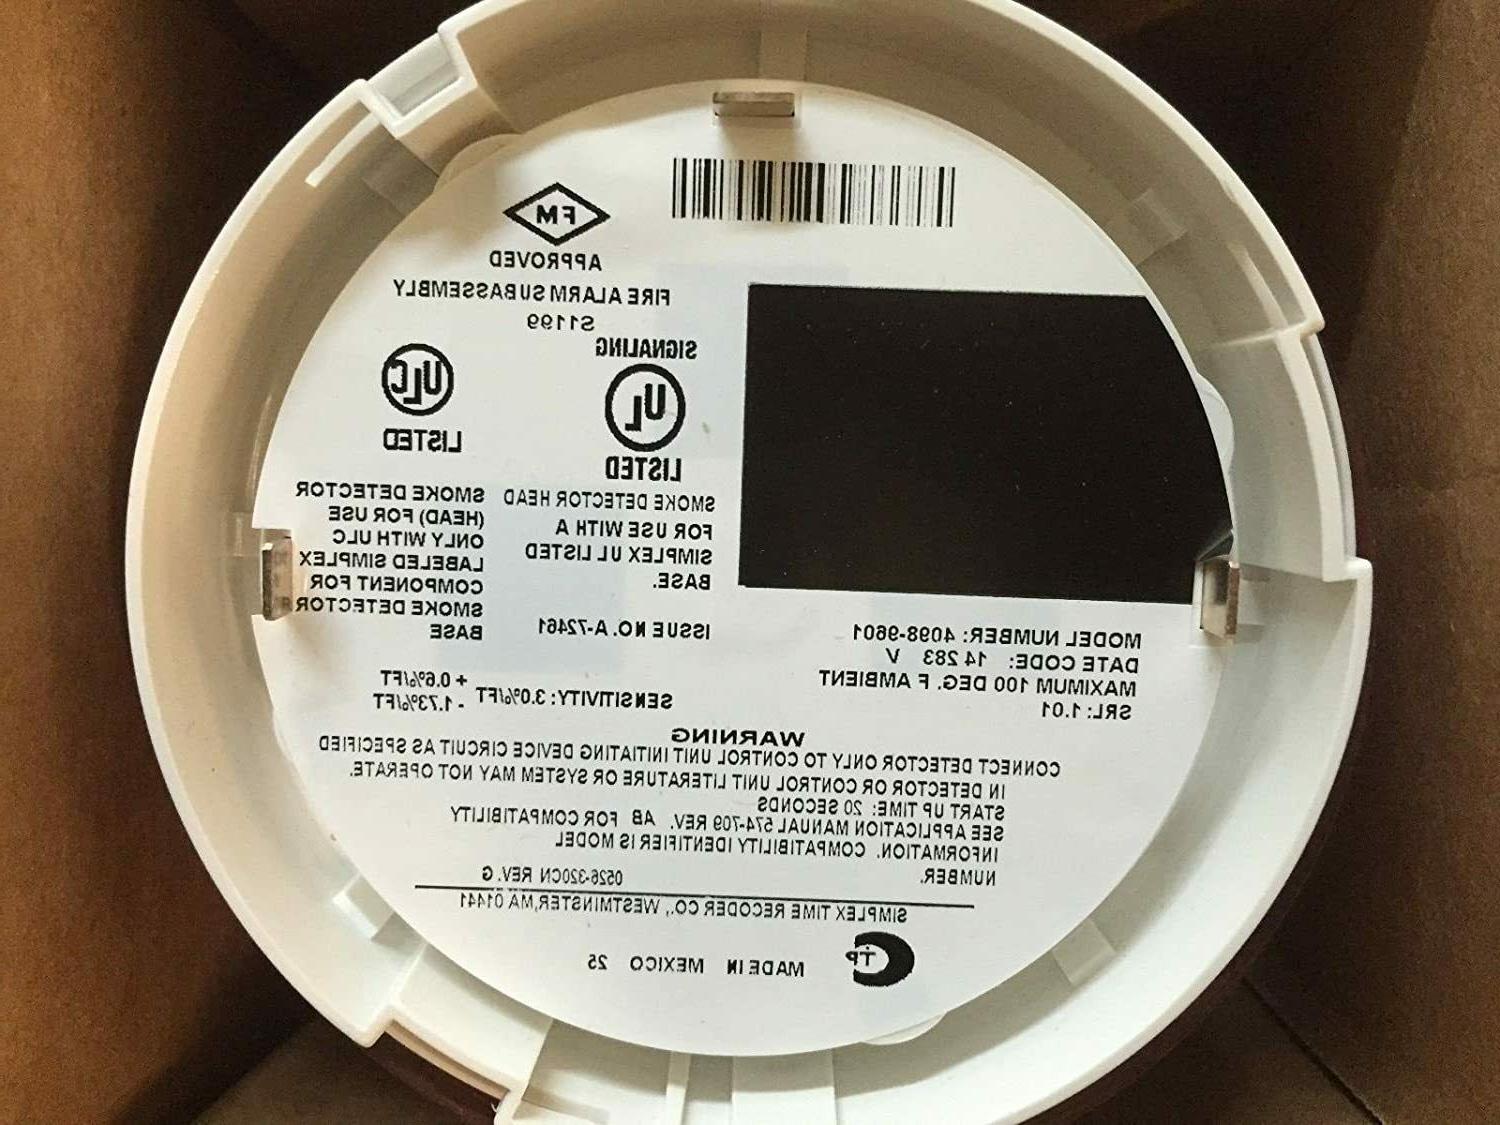 FM
APPROVED
FIRE ALARM SUBASSEMBLY
S1199
SIGNALING
UL
LISTED
SMOKE DETECTOR HEAD
FOR USE WITH A
SIMPLEX UL LISTED
BASE.
ISSUE NO. A-72461
ULC
LISTED
SMOKE DETECTOR
(HEAD) FOR USE
ONLY WITH ULC
LABELED SIMPLEX
COMPONENT FOR
SMOKE DETECTOR
BASE
MODEL NUMBER: 4098-9601
DATE CODE: 14 283 V
MAXIMUM 100 DEG. F AMBIENT
SRL: 1.01
SENSITIVITY: 3.0%/FT + 0.6%/FT
- 1.73%/FT
WARNING
CONNECT DETECTOR ONLY TO CONTROL UNIT INITIATING DEVICE CIRCUIT AS SPECIFIED
IN DETECTOR OR CONTROL UNIT LITERATURE OR SYSTEM MAY NOT OPERATE.
START UP TIME: 20 SECONDS
SEE APPLICATION MANUAL 574-709 REV. AB FOR COMPATIBILITY
INFORMATION. COMPATIBILITY IDENTIFIER IS MODEL
NUMBER. 0526-320CN REV. G
SIMPLEX TIME RECODER CO., WESTMINSTER, MA 01441
CTP MADE IN MEXICO 25